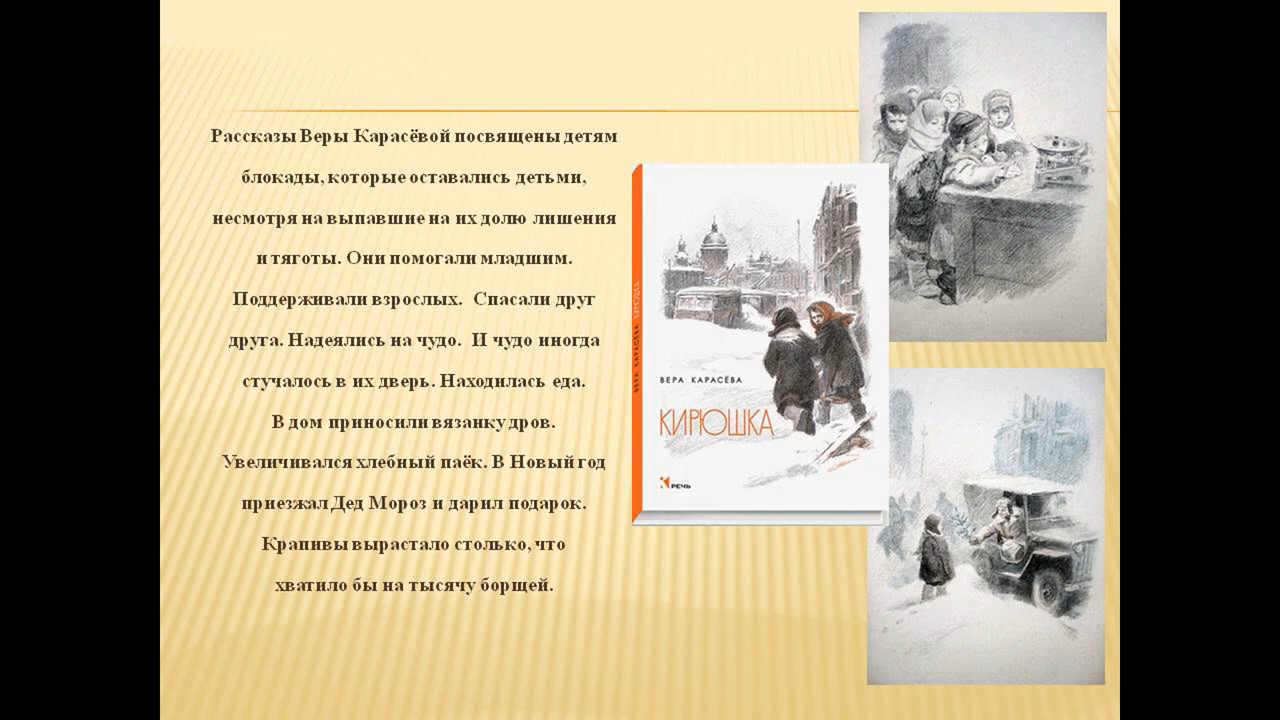 Рассказы Веры Карасёвой посвящены детям
блокады, которые оставались детьми,
несмотря на выпавшие на их долю лишения
и тяготы. Они помогали младшим.
Поддерживали взрослых.  Спасали друг
друга. Надеялись на чудо.  И чудо иногда
стучалось в их дверь. Находилась еда.
В дом приносили вязанку дров.
Увеличивался хлебный паёк. В Новый год
приезжал Дед Мороз и дарил подарок.
Крапивы вырастало столько, что
хватило бы на тысячу борщей.
ВЕРА КАРАСЁВА КИРЮШКА
ВЕРА КАРАСЁВА
КИРЮШКА
РЕЧЬ